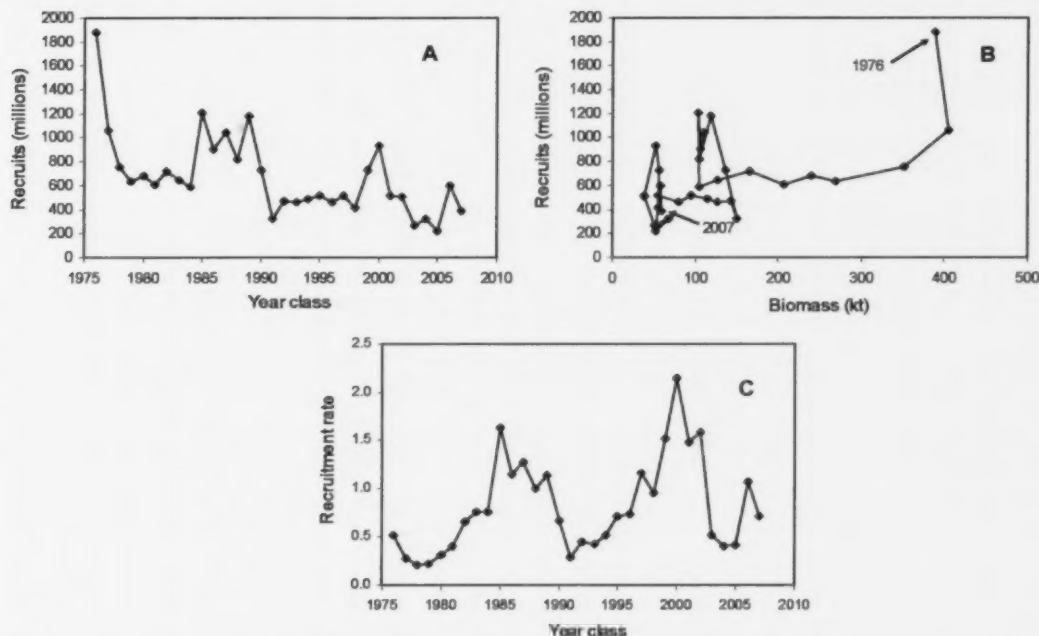 A
Recruits (millions)
2000
1800
1600
1400
1200
1000
800
600
400
200
0
1975 1980 1985 1990 1995 2000 2005 2010
Year class
B
Recruits (millions)
2000
1800
1600
1400
1200
1000
800
600
400
200
0
1976
2007
0 100 200 300 400 500
Biomass (kt)
C
Recruitment rate
2.5
2.0
1.5
1.0
0.5
0.0
1975 1980 1985 1990 1995 2000 2005 2010
Year class